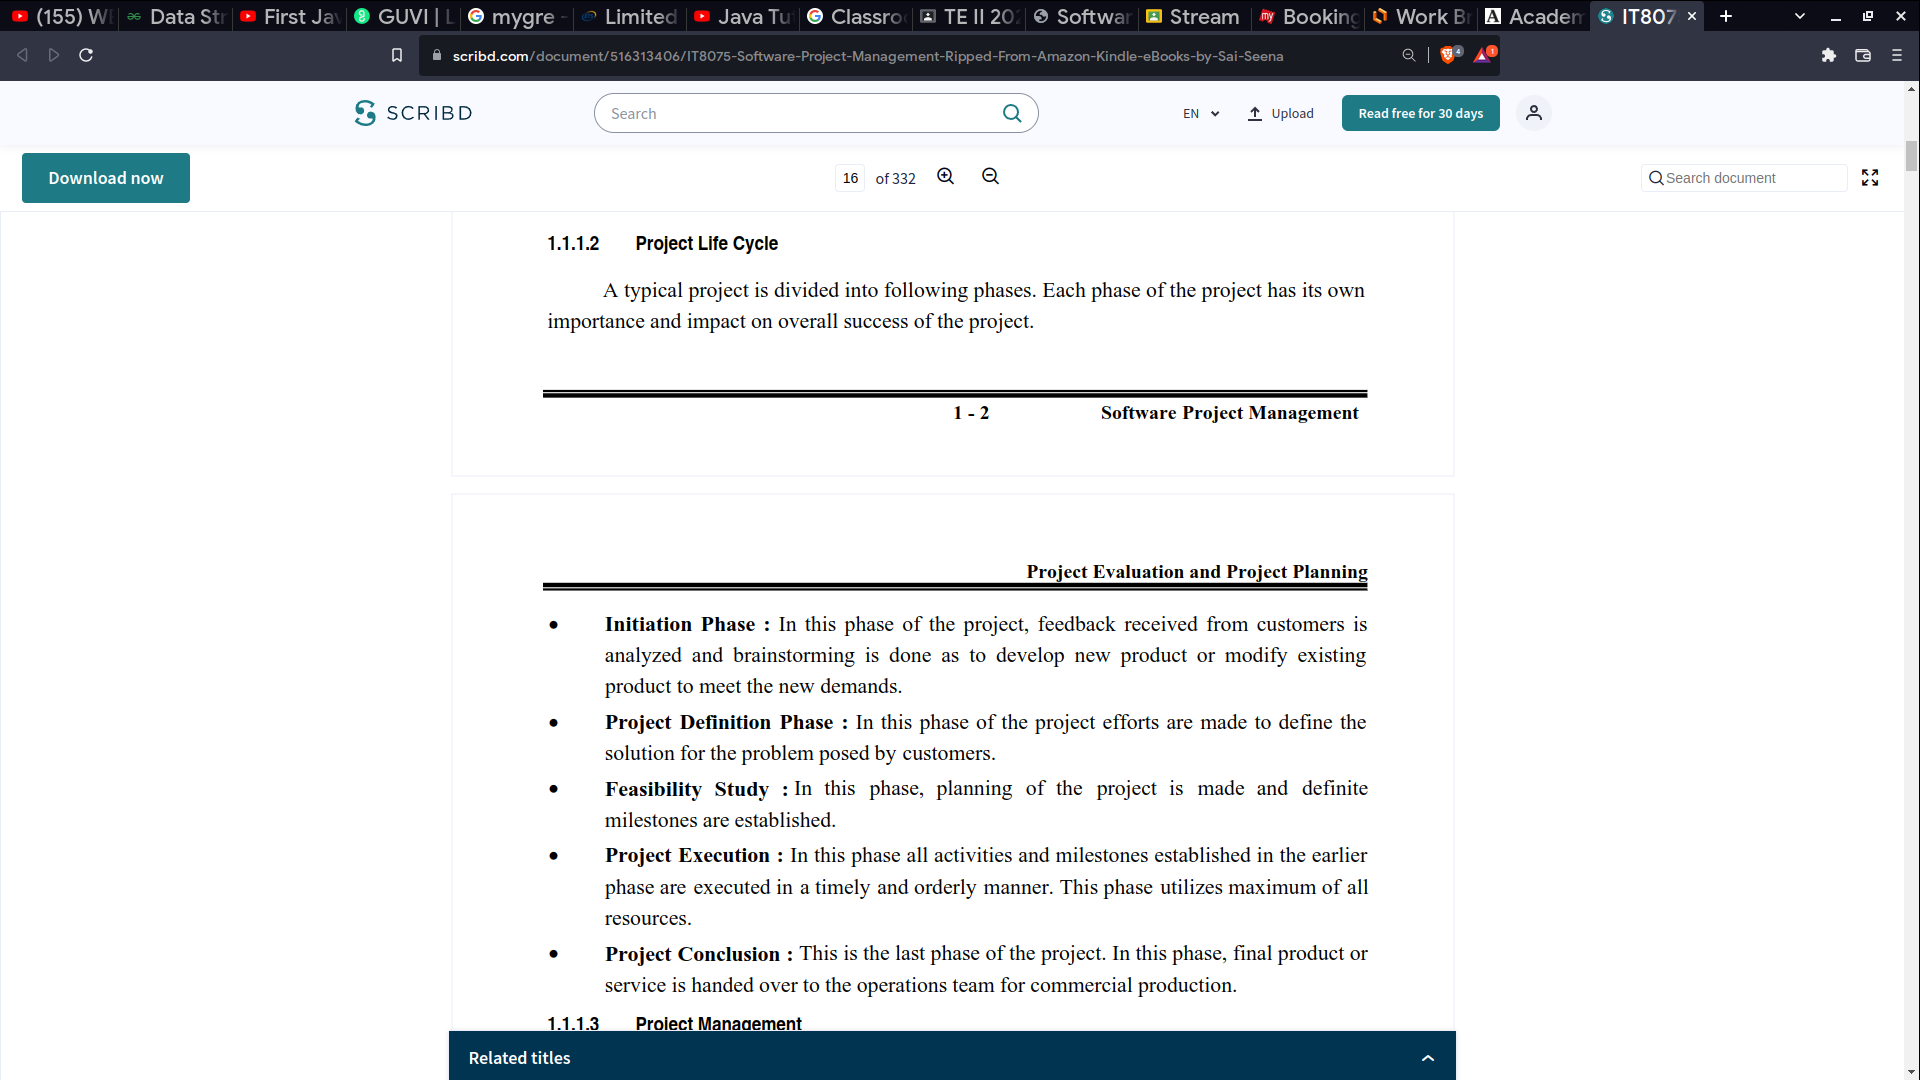 (155) W
Data Str
First Jav
GUVI |
mygre -
Limited
Java Tu
Classro
TE II 202
Softwar
Stream
Booking
Work B
Academ
IT807
scribd.com/document/516313406/IT8075-Software-Project-Management-Ripped-From-Amazon-Kindle-eBooks-by-Sai-Seena
4
1
SCRIBD
Search
EN
Upload
Read free for 30 days
Download now
16 of 332
Search document
1.1.1.2 Project Life Cycle
A typical project is divided into following phases. Each phase of the project has its own
importance and impact on overall success of the project.
1 - 2 Software Project Management
Project Evaluation and Project Planning
● Initiation Phase : In this phase of the project, feedback received from customers is
analyzed and brainstorming is done as to develop new product or modify existing
product to meet the new demands.
● Project Definition Phase : In this phase of the project efforts are made to define the
solution for the problem posed by customers.
● Feasibility Study : In this phase, planning of the project is made and definite
milestones are established.
● Project Execution : In this phase all activities and milestones established in the earlier
phase are executed in a timely and orderly manner. This phase utilizes maximum of all
resources.
● Project Conclusion : This is the last phase of the project. In this phase, final product or
service is handed over to the operations team for commercial production.
1.1.1.3 Project Management
Related titles